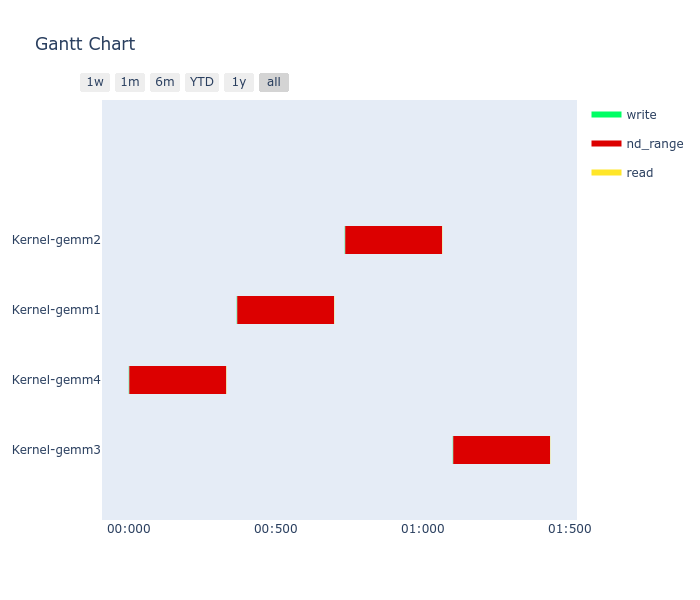 Gantt Chart
1w 1m 6m YTD 1y all
write
nd_range
read
Kernel-gemm2
Kernel-gemm1
Kernel-gemm4
Kernel-gemm3
00:000 00:500 01:000 01:500